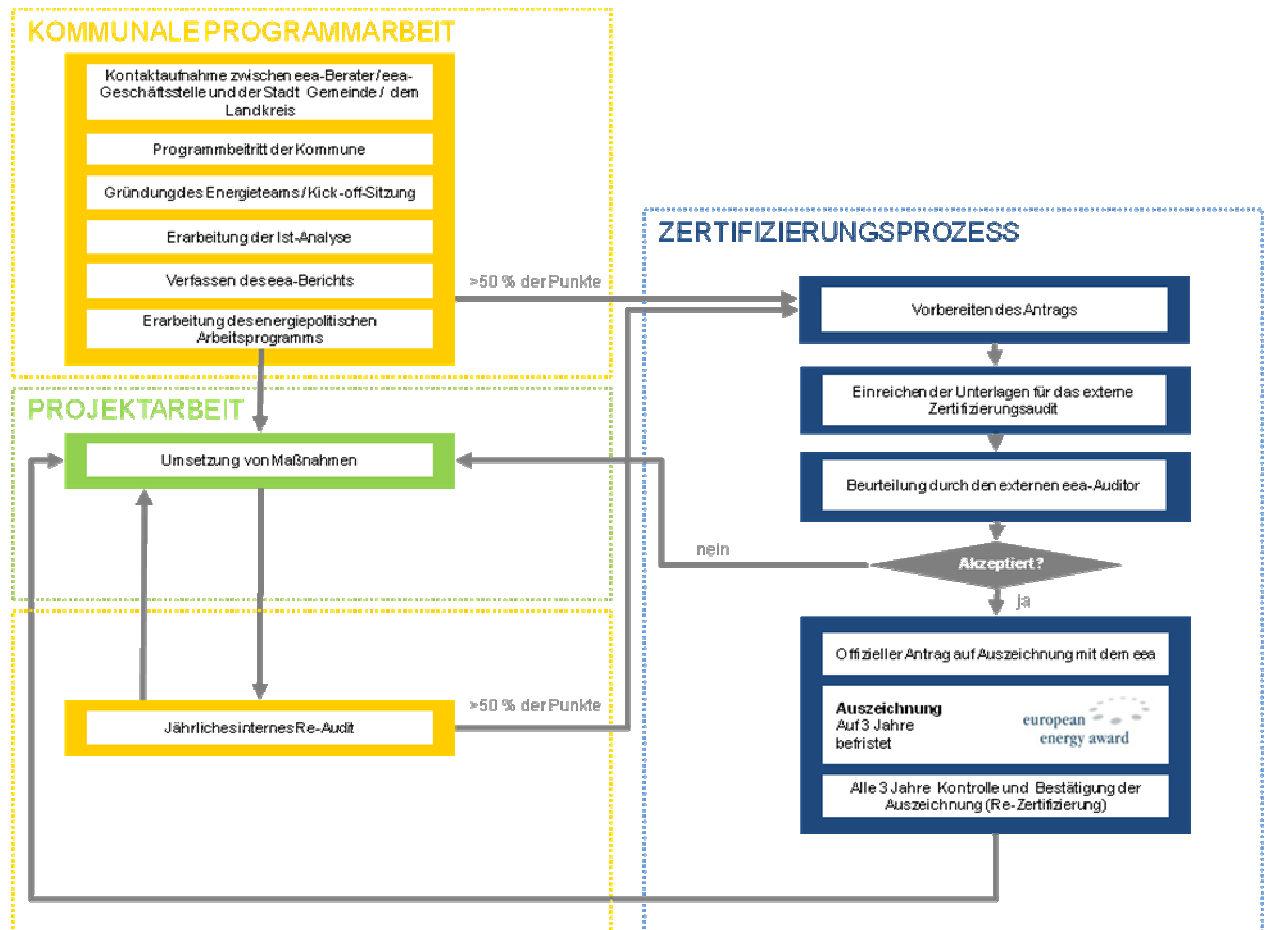 KOMMUNALE PROGRAMMARBEIT
Kontaktaufnahme zwischen eea-Berater/eea-
Geschäftsstelle und der Stadt Gemeinde / dem
Landkreis
Programmbeitritt der Kommune
Gründung des Energieteams / Kick-off-Sitzung
Erarbeitung der Ist-Analyse
Verfassen des eea-Berichts
Erarbeitung des energiepolitischen
Arbeitsprogramms
>50 % der Punkte
PROJEKTARBEIT
Umsetzung von Maßnahmen
Jährliches internes Re-Audit
>50 % der Punkte
ZERTIFIZIERUNGSPROZESS
Vorbereiten des Antrags
Einreichen der Unterlagen für das externe
Zertifizierungsaudit
Beurteilung durch den externen eea-Auditor
Akzeptiert?
nein
ja
Offizieller Antrag auf Auszeichnung mit dem eea
Auszeichnung
Auf 3 Jahre
befristet
european
energy award
Alle 3 Jahre Kontrolle und Bestätigung der
Auszeichnung (Re-Zertifizierung)